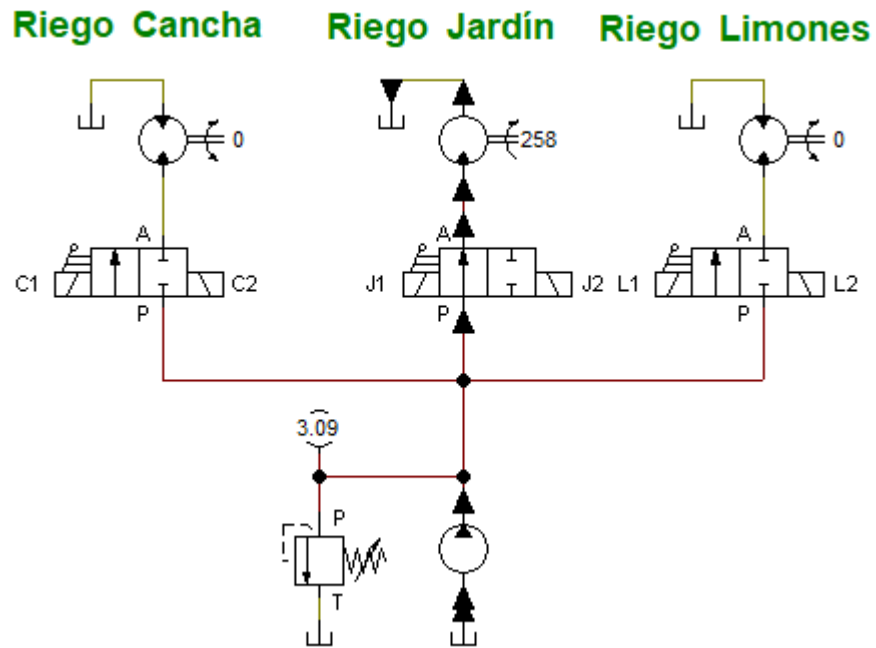 Riego Cancha Riego Jardín Riego Limones
0 258 0
A A A
C1 C2 J1 J2 L1 L2
P P P
3.09
P
T